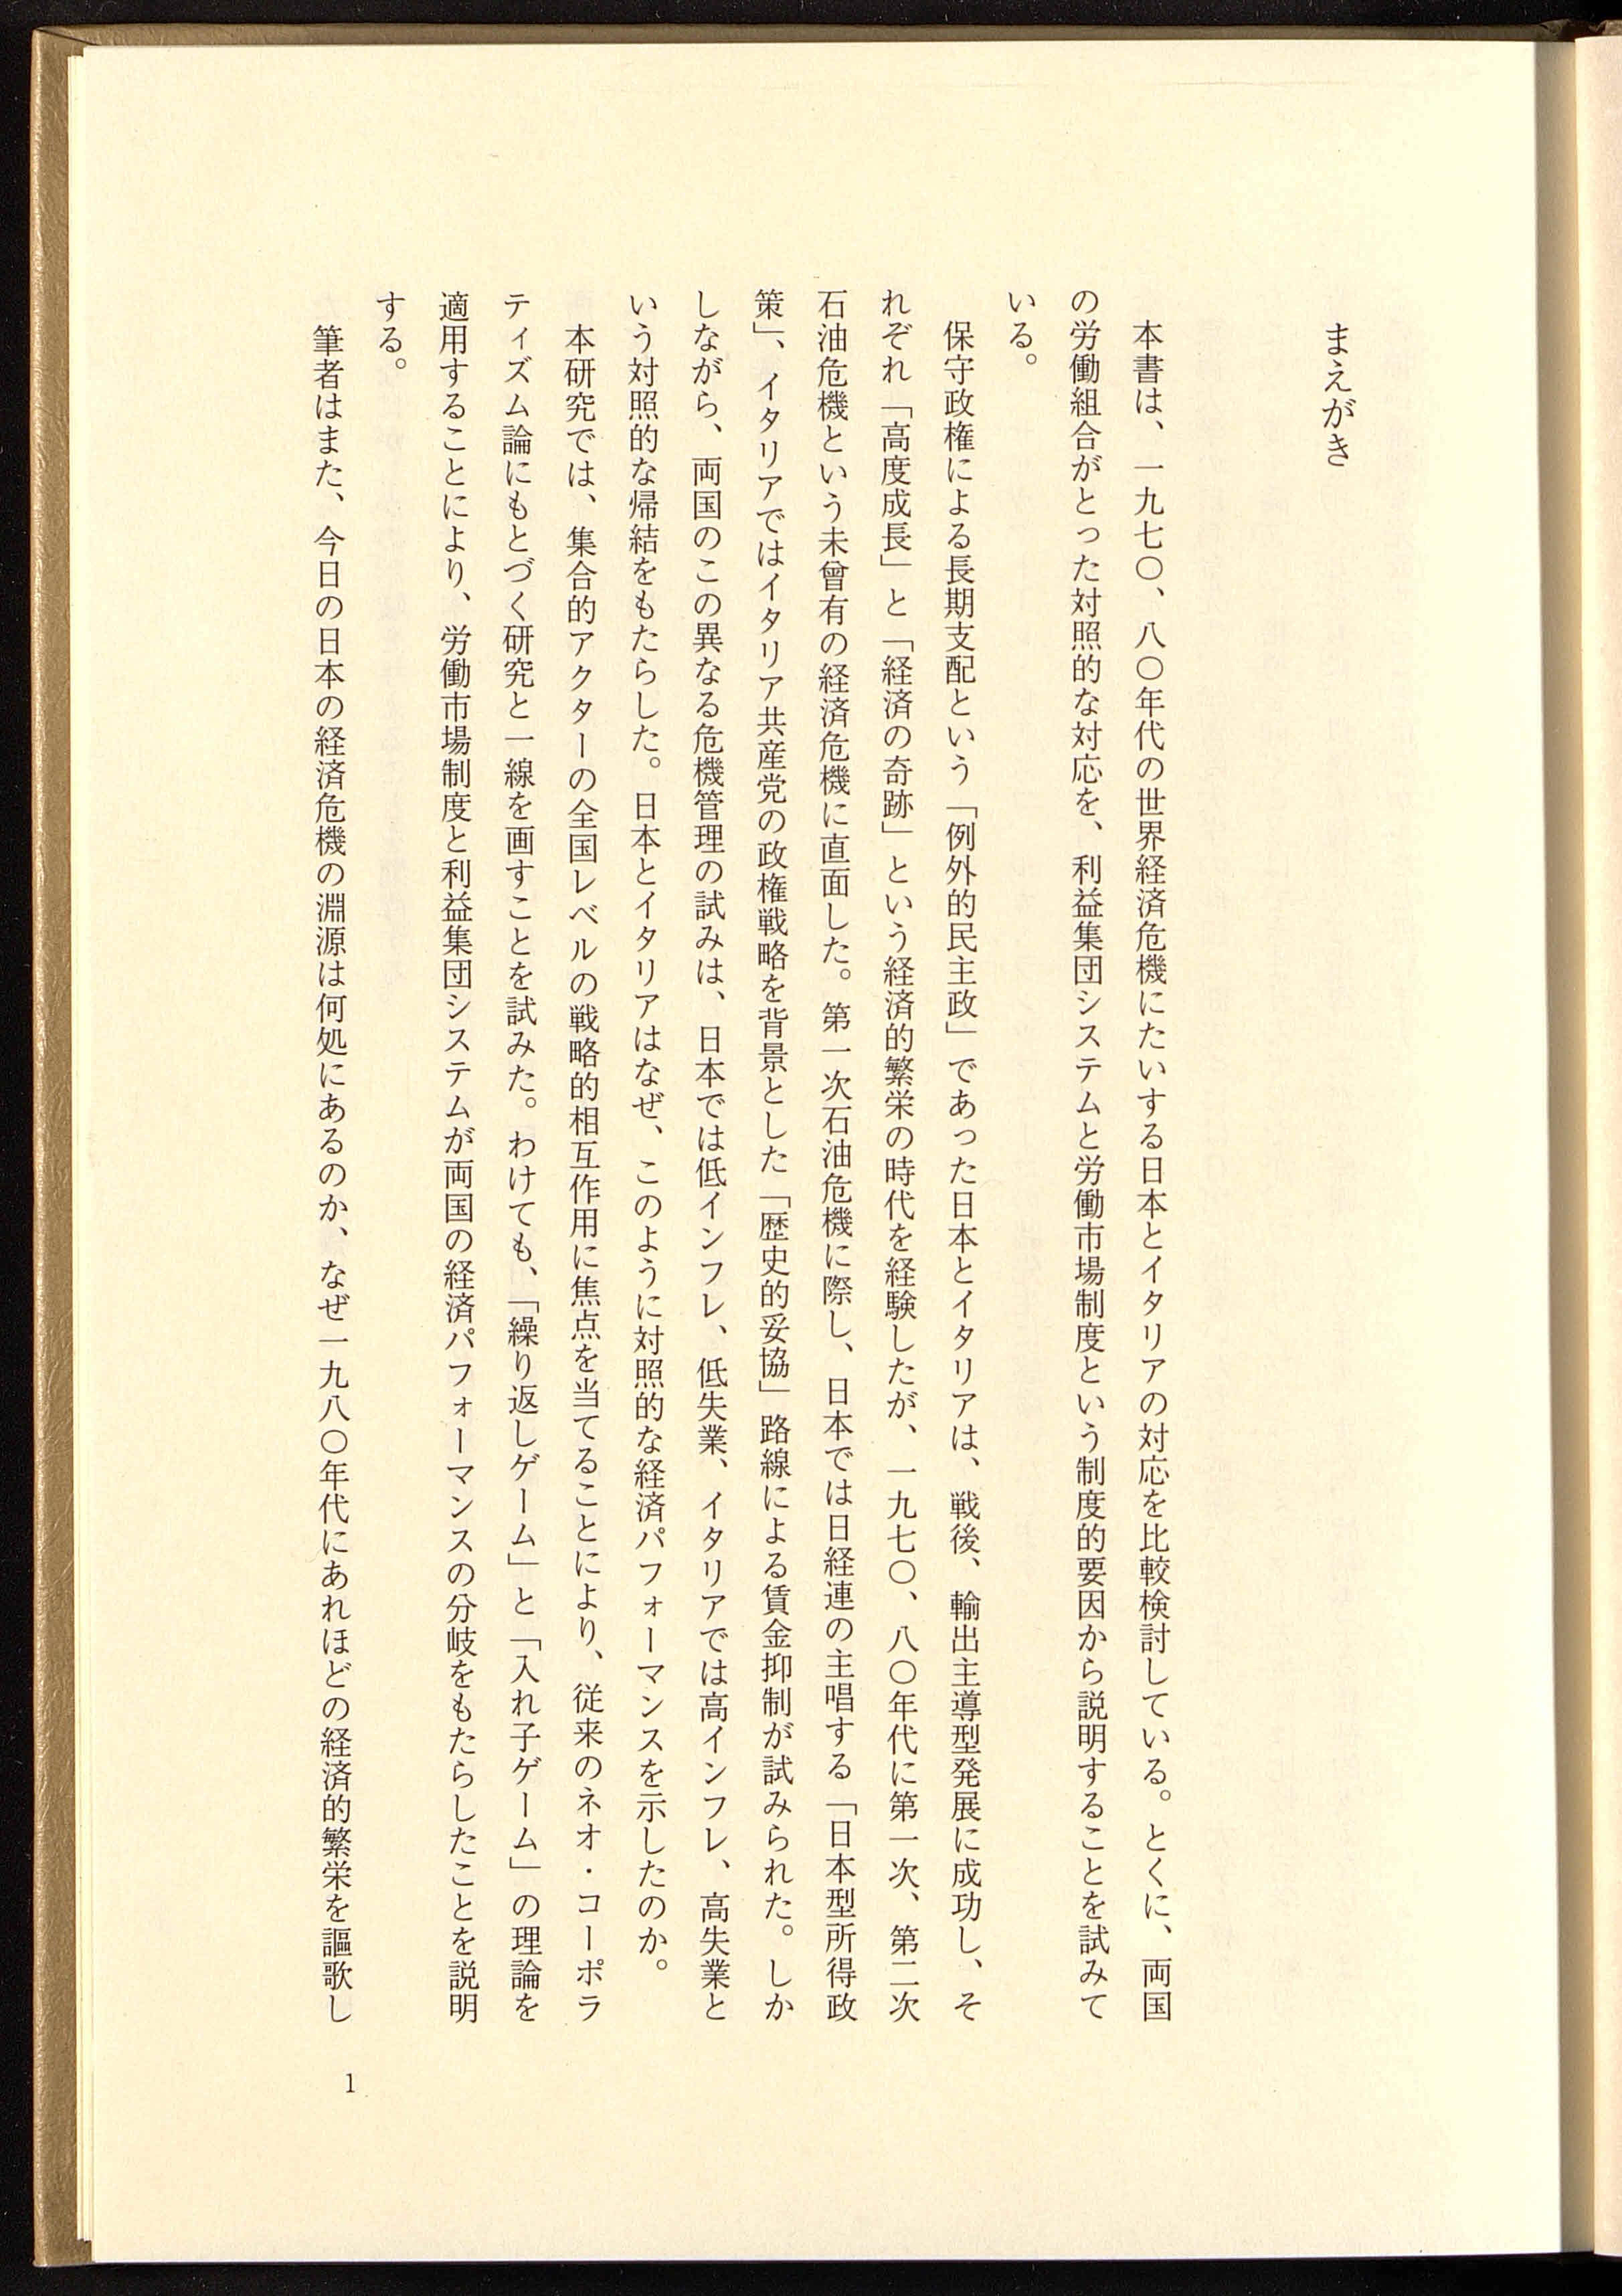 まえがき
本書は、一九七〇、八〇年代の世界経済危機にたいする日本とイタリアの対応を比較検討している。とくに、両国
の労働組合がとった対照的な対応を、利益集団システムと労働市場制度という制度的要因から説明することを試みて
いる。
保守政権による長期支配という「例外的民主政」であった日本とイタリアは、戦後、輸出主導型発展に成功し、そ
れぞれ「高度成長」と「経済の奇跡」という経済的繁栄の時代を経験したが、一九七〇、八〇年代に第一次、第二次
石油危機という未曾有の経済危機に直面した。第一次石油危機に際し、日本では日経連の主唱する「日本型所得政
策」、イタリアではイタリア共産党の政権戦略を背景とした「歴史的妥協」路線による賃金抑制が試みられた。しか
しながら、両国のこの異なる危機管理の試みは、日本では低インフレ、低失業、イタリアでは高インフレ、高失業と
いう対照的な帰結をもたらした。日本とイタリアはなぜ、このように対照的な経済パフォーマンスを示したのか。
本研究では、集合的アクターの全国レベルの戦略的相互作用に焦点を当てることにより、従来のネオ・コーポラ
ティズム論にもとづく研究と一線を画すことを試みた。わけても、「繰り返しゲーム」と「入れ子ゲーム」の理論を
適用することにより、労働市場制度と利益集団システムが両国の経済パフォーマンスの分岐をもたらしたことを説明
する。
筆者はまた、今日の日本の経済危機の淵源は何処にあるのか、なぜ一九八〇年代にあれほどの経済的繁栄を謳歌し
1